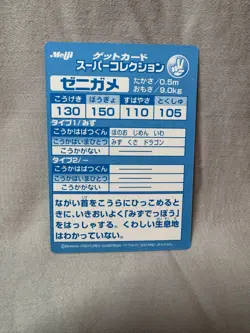 Meiji
ゲットカード
スーパーコレクション
ゼニガメ
たかさ/0.5m
おもさ/9.0kg
こうげき ぼうぎょ すばやさ とくしゅ
130 150 110 105
タイプ1/みず
こうかはばつぐん ほのお じめん いわ
こうかはいまひとつ みず くさ ドラゴン
こうかがない ー
タイプ2/ー
こうかはばつぐん ー
こうかはいまひとつ ー
こうかがない ー
ながい首をこうらにひっこめると
きに、いきおいよく「みずでっぽう」
をはっしゃする。くわしい生息地
はわかっていない。